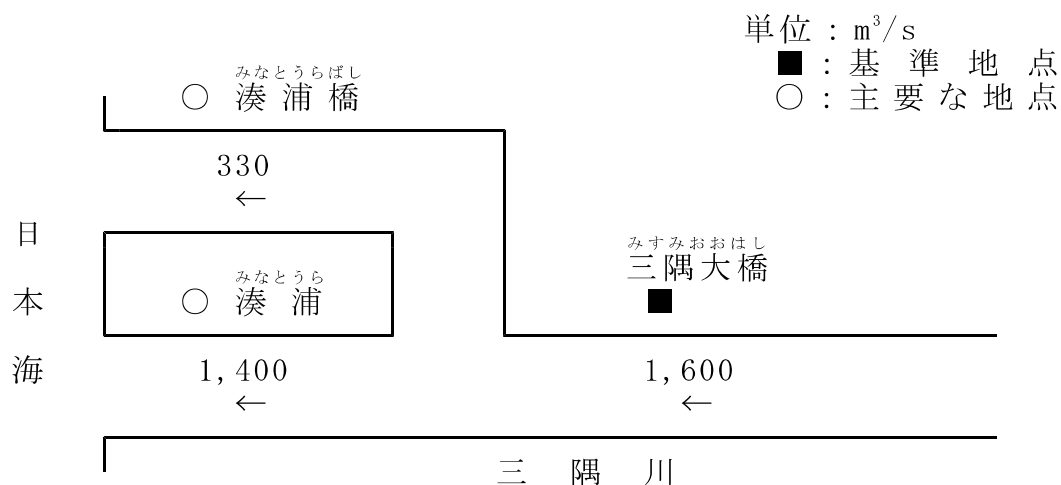 単位：m³/s
■：基準地点
○：主要な地点
みなとうらばし
○ 湊浦橋
330
←
日本海
みすみおおはし
三隅大橋
■
みなとうら
○ 湊浦
1,400
←
1,600
←
三隅川